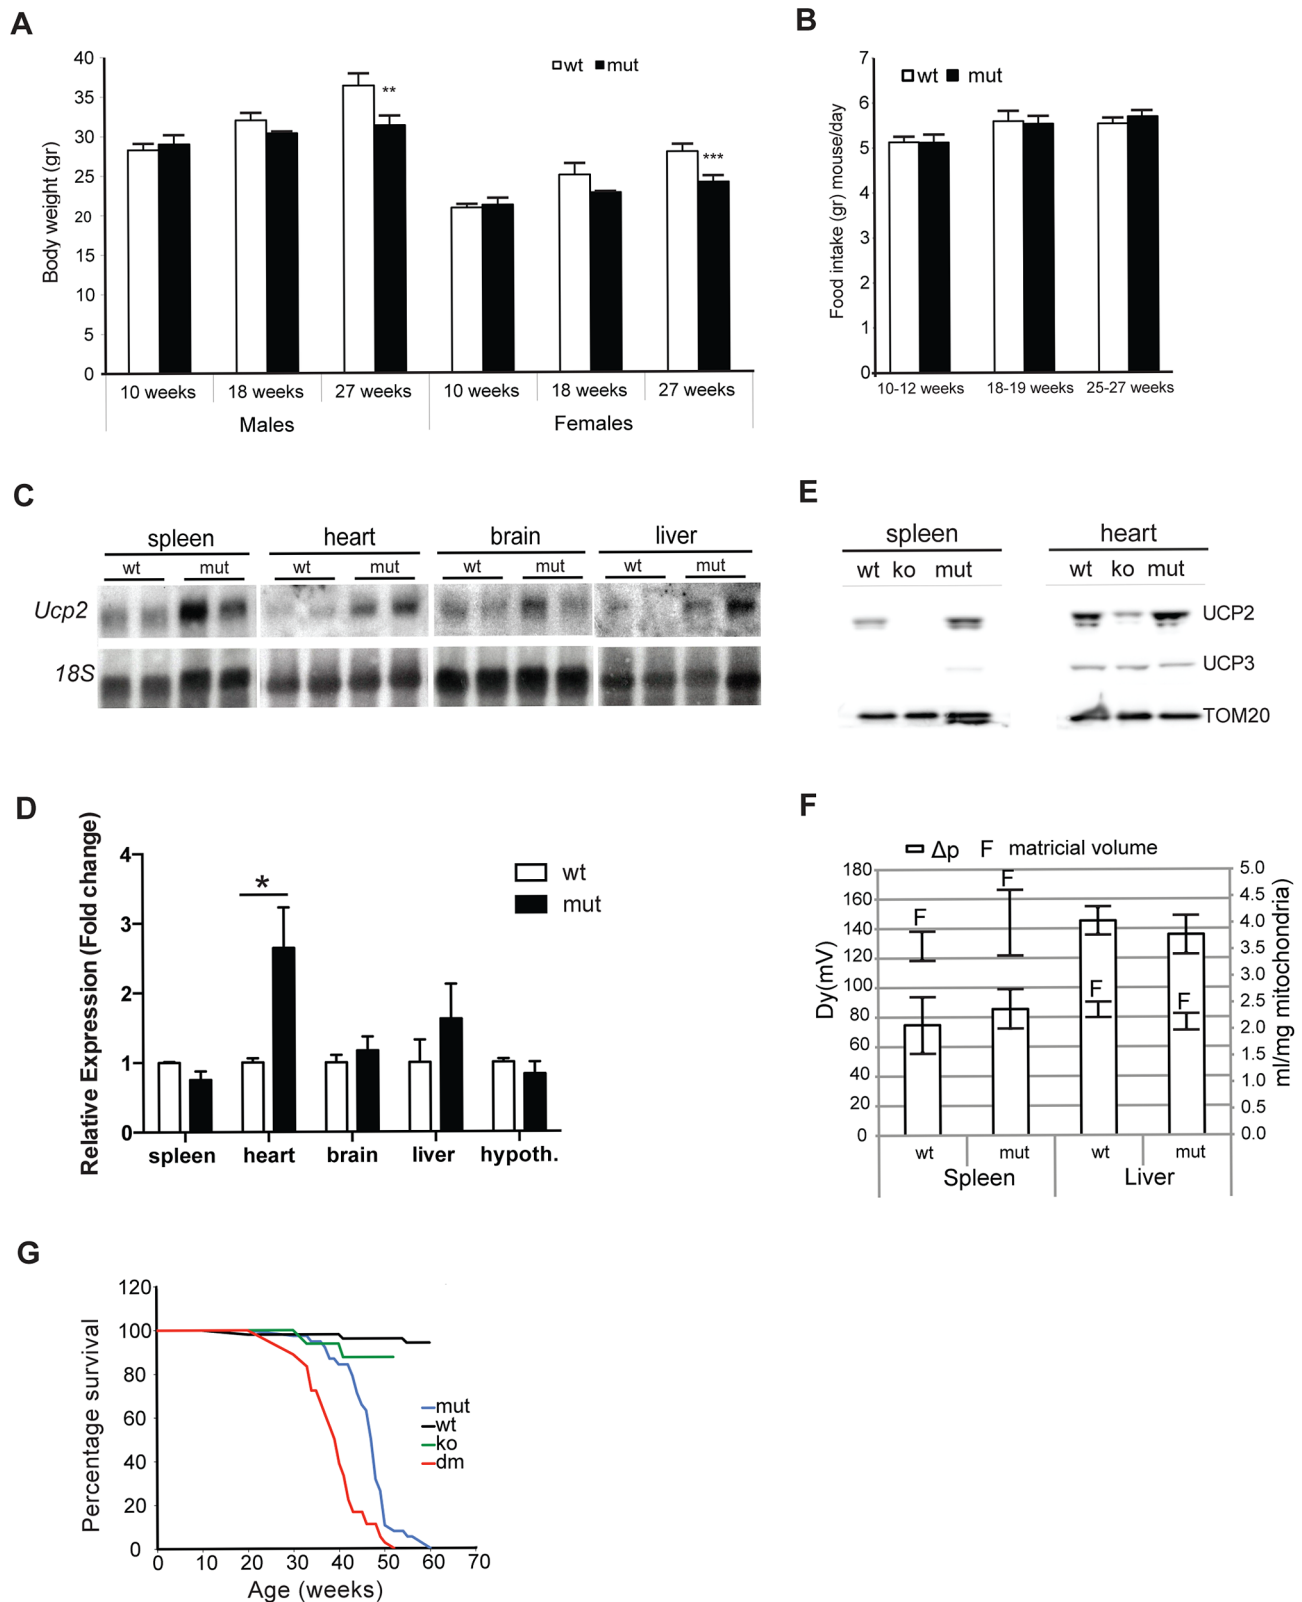 A
40
35
30
25
20
15
10
5
0
Body weight (gr)
wt mut
**
***
10 weeks 18 weeks 27 weeks 10 weeks 18 weeks 27 weeks
Males Females
B
7
6
5
4
3
2
1
0
Food intake (gr) mouse/day
wt mut
10-12 weeks 18-19 weeks 25-27 weeks
C
spleen heart brain liver
wt mut wt mut wt mut wt mut
Ucp2
18S
E
spleen heart
wt ko mut wt ko mut
UCP2
UCP3
TOM20
D
Relative Expression (Fold change)
4
3
2
1
0
*
wt
mut
spleen heart brain liver hypoth.
F
Δp F matricial volume
180
160
140
120
100
80
60
40
20
0
Dy(mV)
F F F F
5.0
4.5
4.0
3.5
3.0
2.5
2.0
1.5
1.0
0.5
0.0
ml/mg mitochondria)
wt mut wt mut
Spleen Liver
G
120
100
80
60
40
20
0
Percentage survival
mut
wt
ko
dm
0 10 20 30 40 50 60 70
Age (weeks)